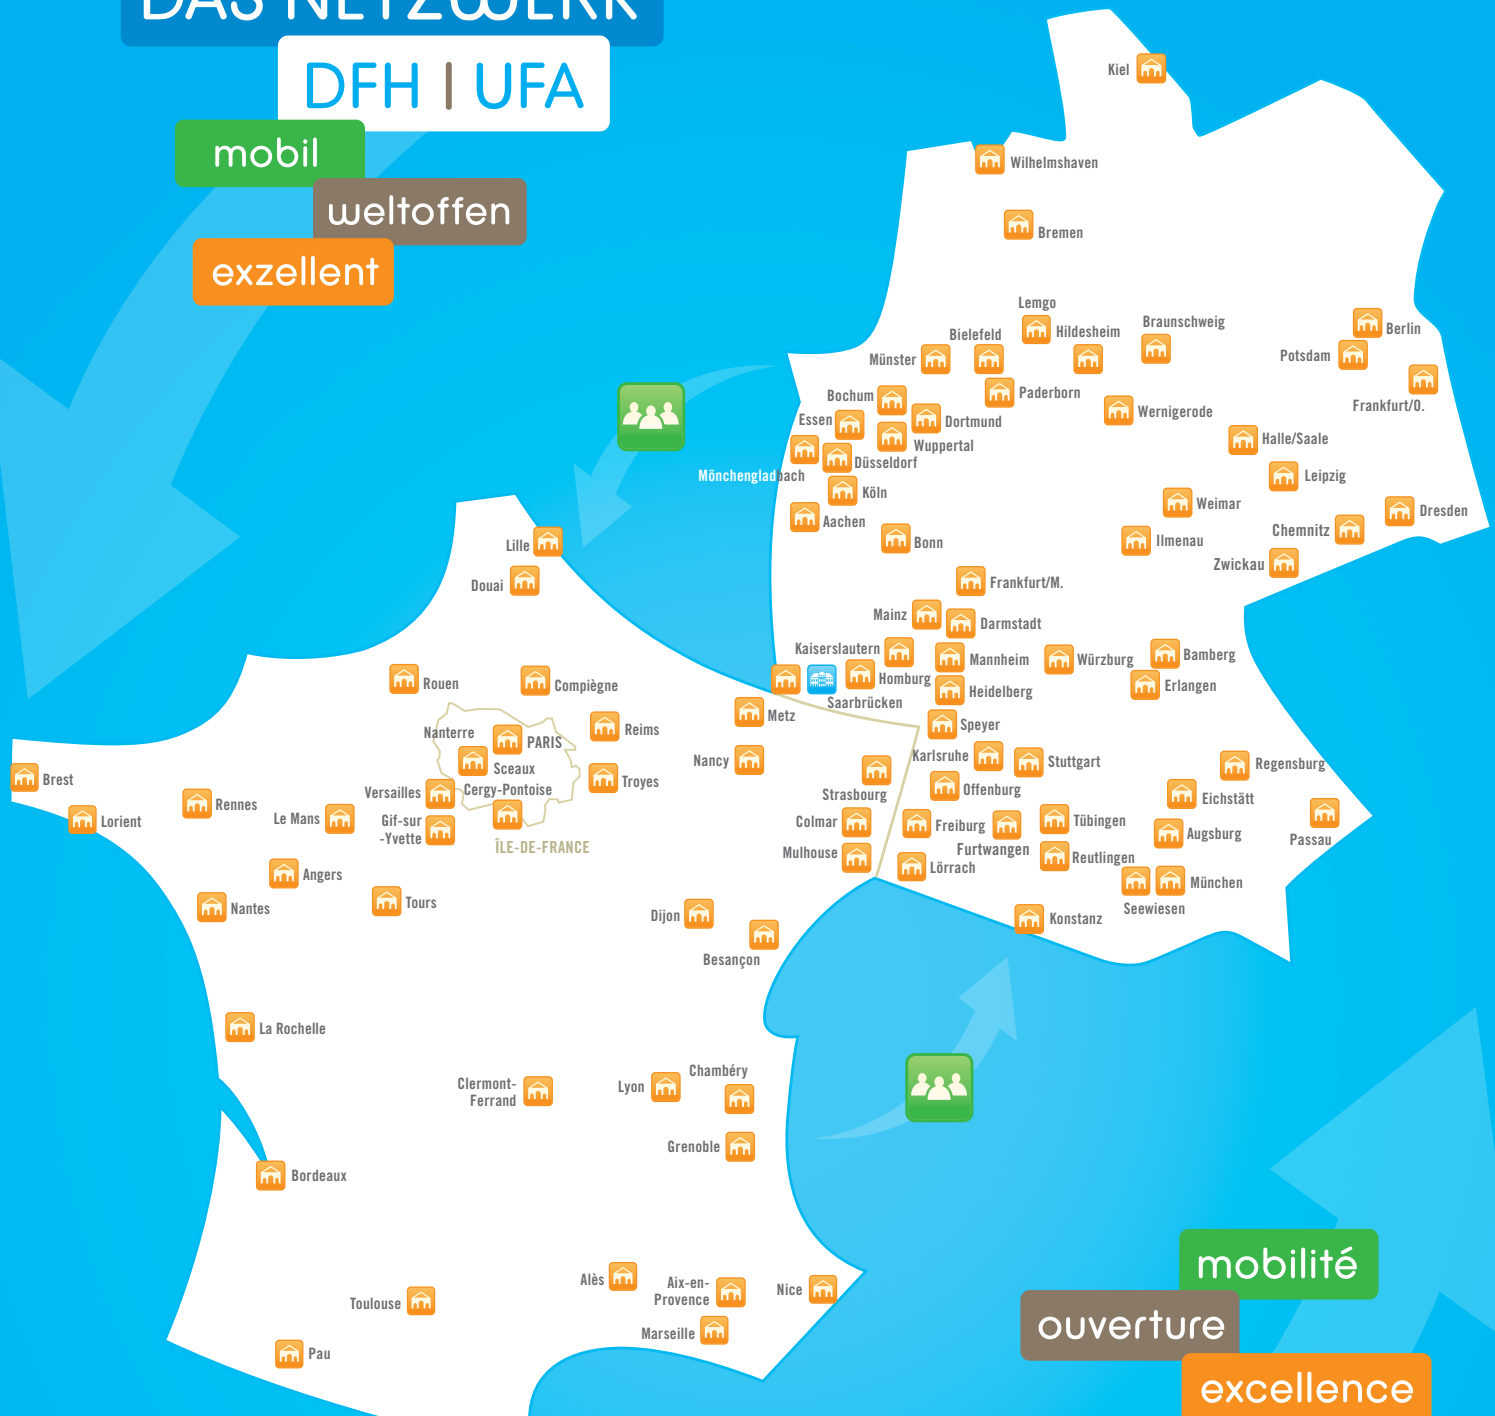 DAS NETZWERK
DFH | UFA
mobil
weltoffen
exzellent
Kiel
Wilhelmshaven
Bremen
Lemgo
Hildesheim
Braunschweig
Bielefeld
Münster
Berlin
Potsdam
Frankfurt/O.
Paderborn
Bochum
Essen
Dortmund
Wernigerode
Wuppertal
Halle/Saale
Düsseldorf
Mönchengladbach
Leipzig
Köln
Weimar
Dresden
Aachen
Chemnitz
Bonn
Ilmenau
Zwickau
Frankfurt/M.
Mainz
Darmstadt
Kaiserslautern
Mannheim
Würzburg
Bamberg
Homburg
Heidelberg
Erlangen
Saarbrücken
Speyer
Karlsruhe
Stuttgart
Regensburg
Offenburg
Eichstätt
Freiburg
Furtwangen
Tübingen
Augsburg
Passau
Reutlingen
Lörrach
München
Seewiesen
Konstanz
Lille
Douai
Rouen
Compiègne
Metz
Nanterre
PARIS
Reims
Sceaux
Nancy
Brest
Versailles
Cergy-Pontoise
Troyes
Strasbourg
Rennes
Lorient
Le Mans
Gif-sur
-Yvette
Colmar
ÎLE-DE-FRANCE
Mulhouse
Angers
Nantes
Tours
Dijon
Besançon
La Rochelle
Clermont-
Ferrand
Lyon
Chambéry
Grenoble
Bordeaux
Alès
Aix-en-
Provence
Nice
Toulouse
Marseille
Pau
mobilité
ouverture
excellence